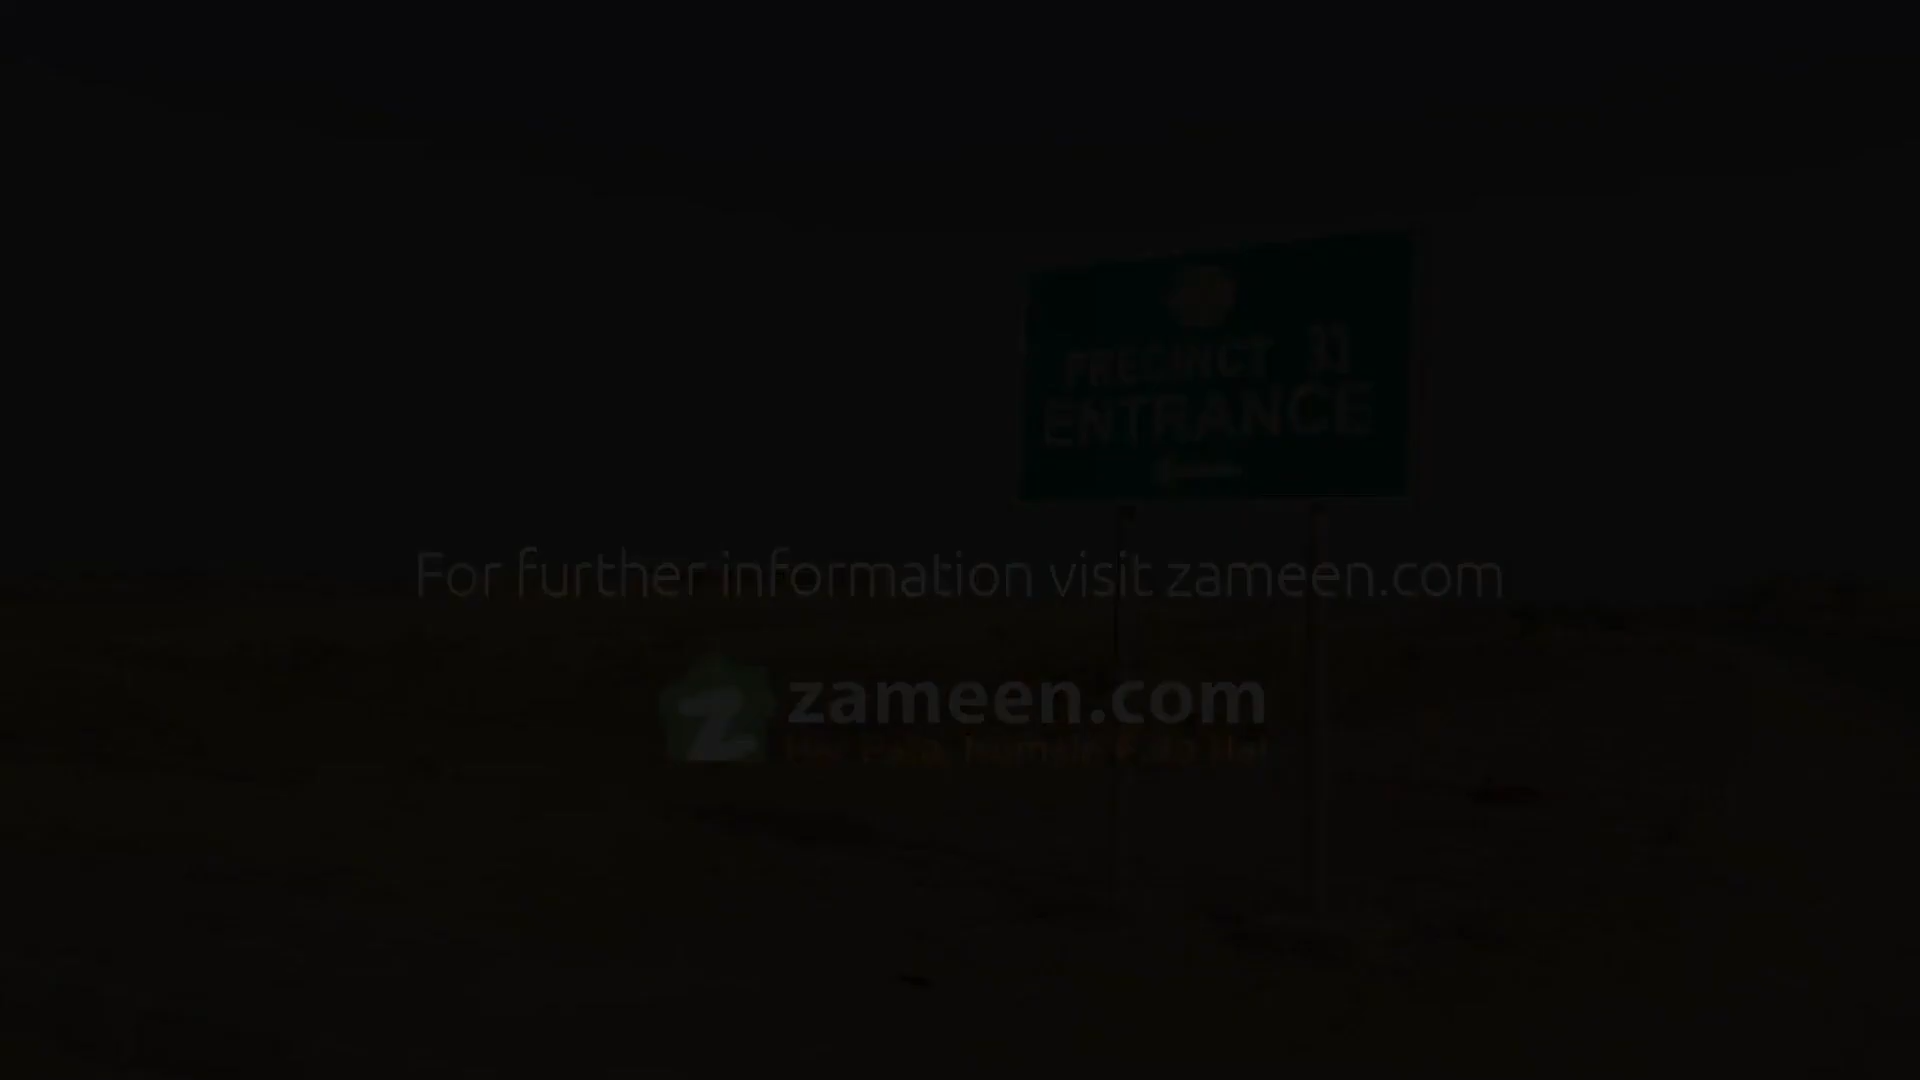 PRECINCT 31
ENTRANCE
For further information visit zameen.com
zameen.com